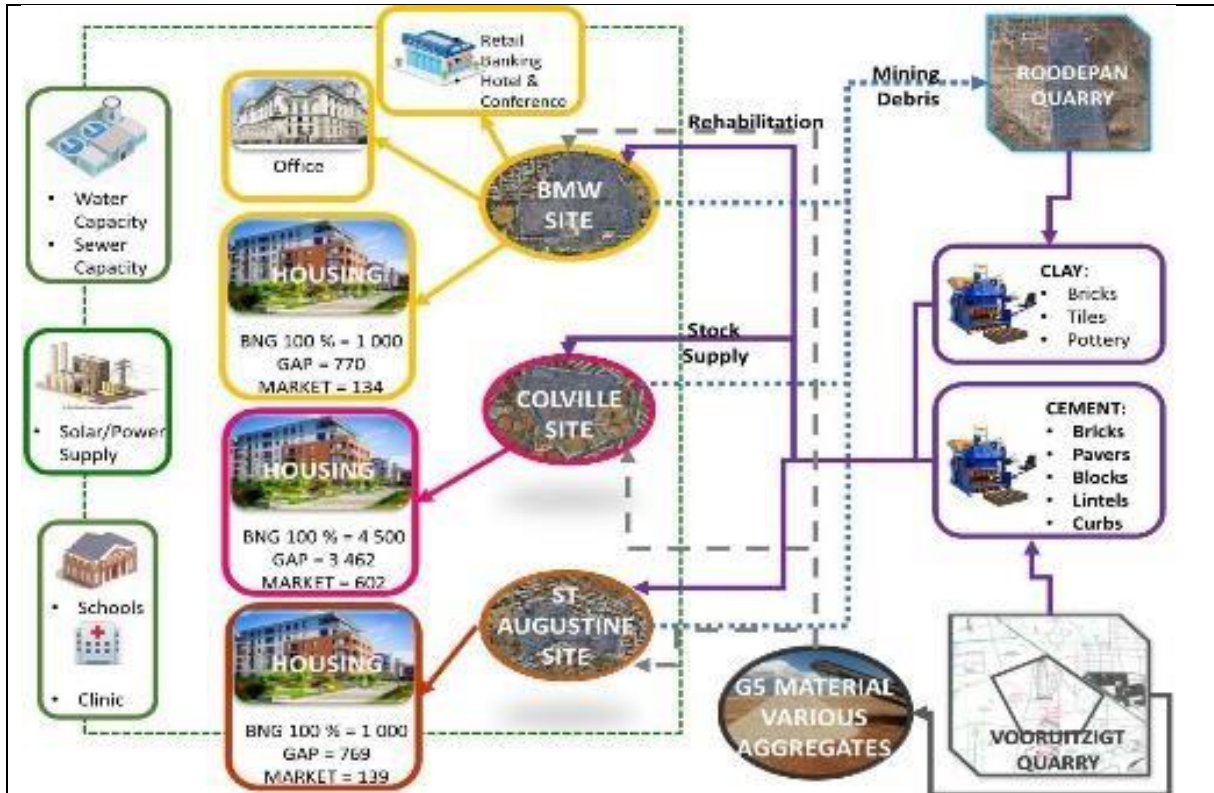 Retail
Banking
Hotel &
Conference
Office
• Water
Capacity
• Sewer
Capacity
HOUSING
BNG 100 % = 1 000
GAP = 770
MARKET = 134
• Solar/Power
Supply
HOUSING
BNG 100 % = 4 500
GAP = 3 462
MARKET = 602
• Schools
• Clinic
HOUSING
BNG 100 % = 1 000
GAP = 769
MARKET = 139
BMW
SITE
COLVILLE
SITE
ST
AUGUSTINE
SITE
Rehabilitation
Stock
Supply
Mining
Debris
ROODEPAN
QUARRY
CLAY:
• Bricks
• Tiles
• Pottery
CEMENT:
• Bricks
• Pavers
• Blocks
• Lintels
• Curbs
G5 MATERIAL
VARIOUS
AGGREGATES
VOORUITZIGT
QUARRY